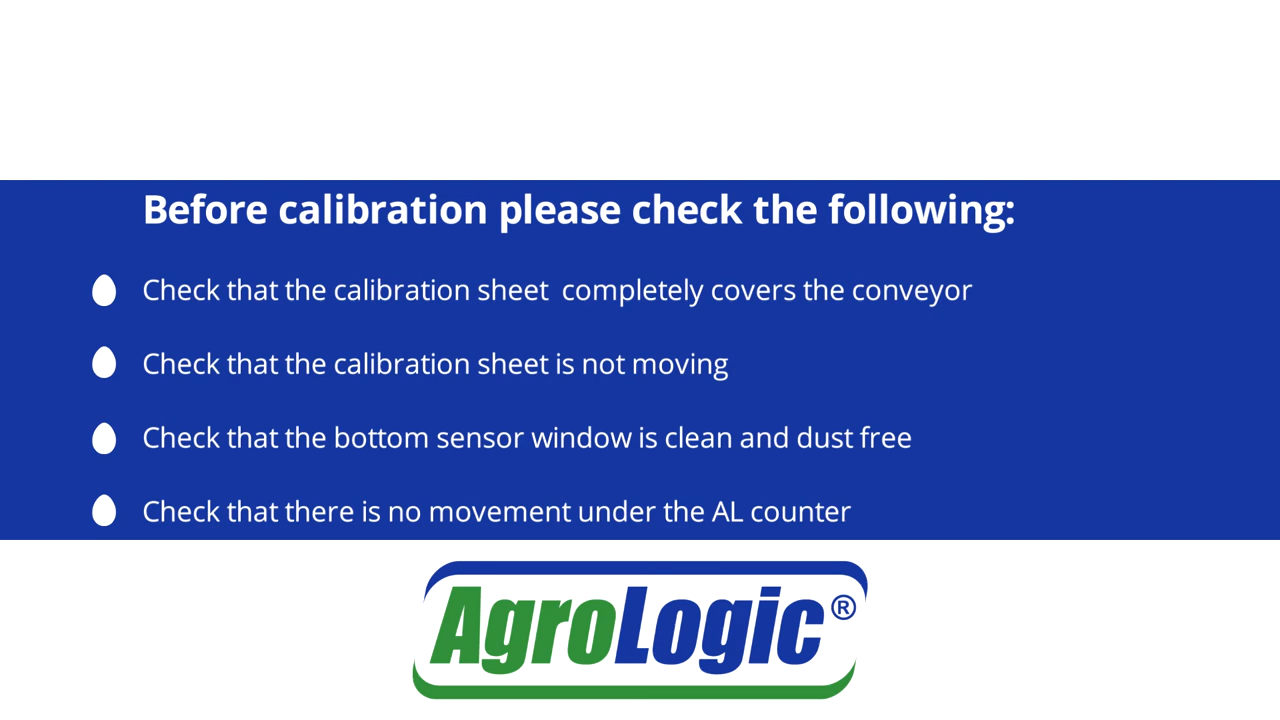 Before calibration please check the following:
Check that the calibration sheet  completely covers the conveyor
Check that the calibration sheet is not moving
Check that the bottom sensor window is clean and dust free
Check that there is no movement under the AL counter
AgroLogic®